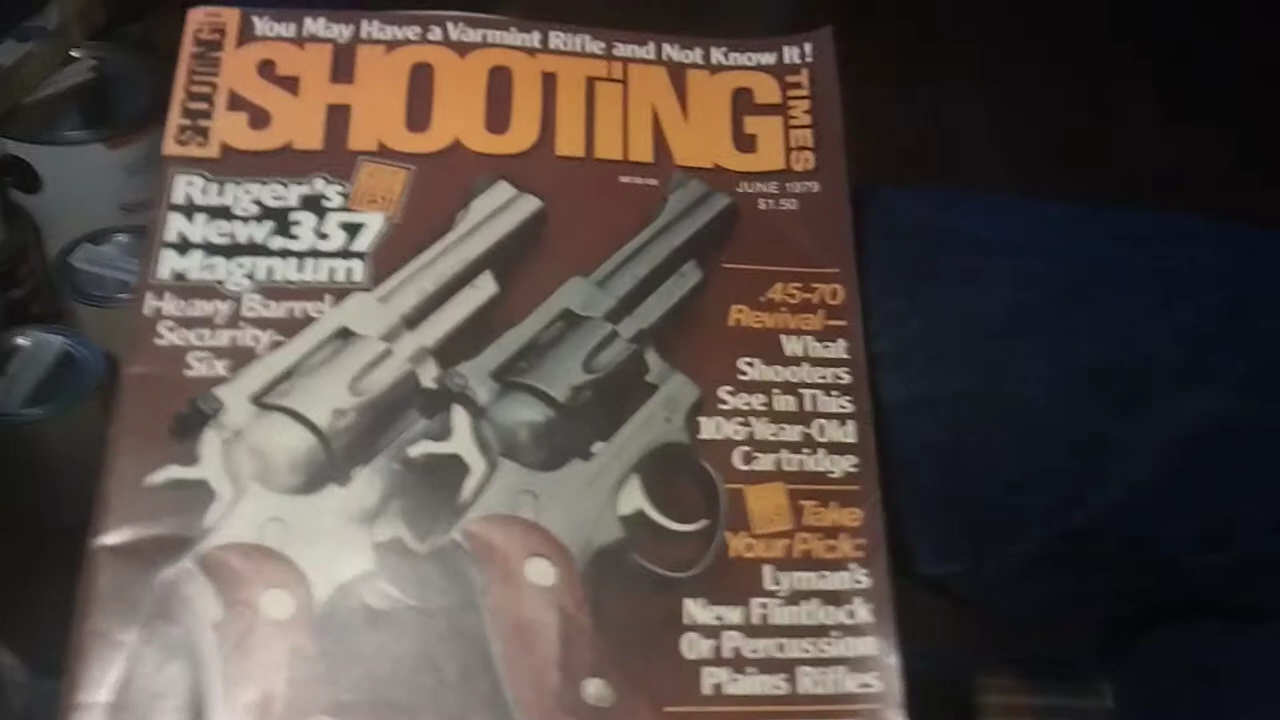 You May Have a Varmint Rifle and Not Know It!
SHOOTING
SHOOTiNG
TIMES
JUNE 1979
$1.50
Ruger's
New .357
Magnum
Heavy Barrel
Security-
Six
.45-70
Revival—
What
Shooters
See in This
106-Year-Old
Cartridge
Take
Your Pick:
Lyman's
New Flintlock
Or Percussion
Plains Rifles